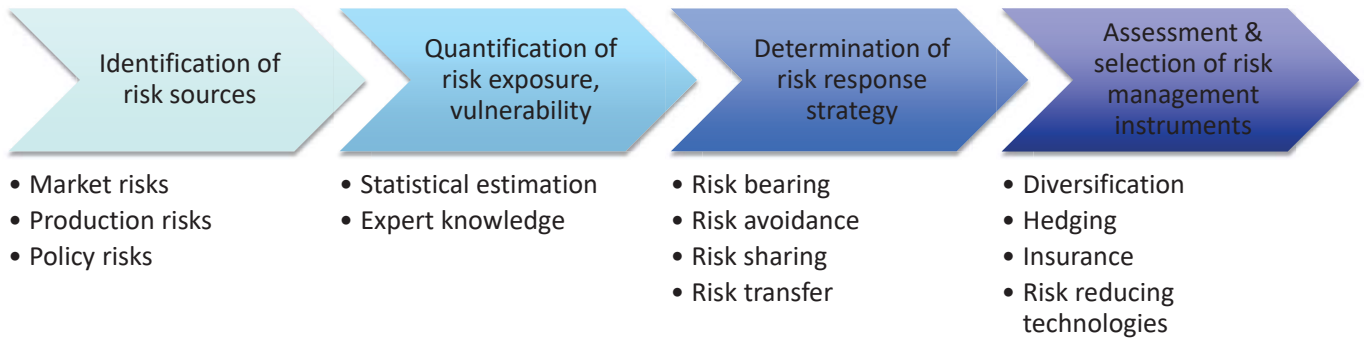 Identification of
risk sources
• Market risks
• Production risks
• Policy risks
Quantification of
risk exposure,
vulnerability
• Statistical estimation
• Expert knowledge
Determination of
risk response
strategy
• Risk bearing
• Risk avoidance
• Risk sharing
• Risk transfer
Assessment &
selection of risk
management
instruments
• Diversification
• Hedging
• Insurance
• Risk reducing
technologies